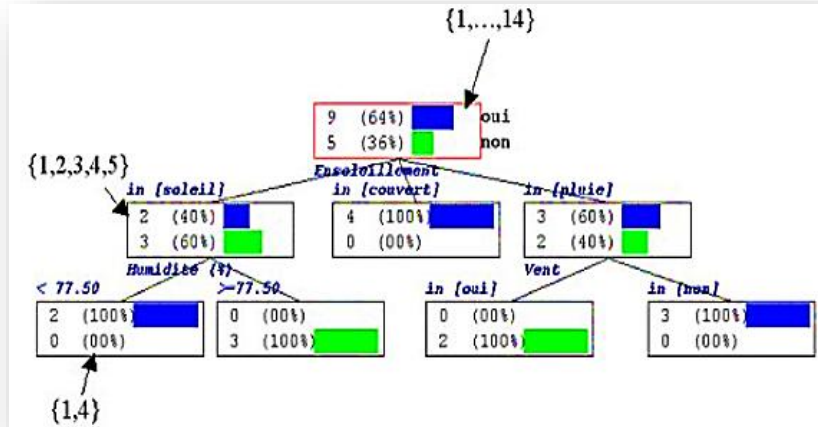 {1,...,14}
9 (64%) oui
5 (36%) non
{1,2,3,4,5}
Ensoleillement
in [soleil] in [couvert] in [pluie]
2 (40%) 4 (100%) 3 (60%)
3 (60%) 0 (00%) 2 (40%)
Humidité (%) Vent
< 77.50 >=77.50 in [oui] in [non]
2 (100%) 0 (00%) 0 (00%) 3 (100%)
0 (00%) 3 (100%) 2 (100%) 0 (00%)
{1,4}